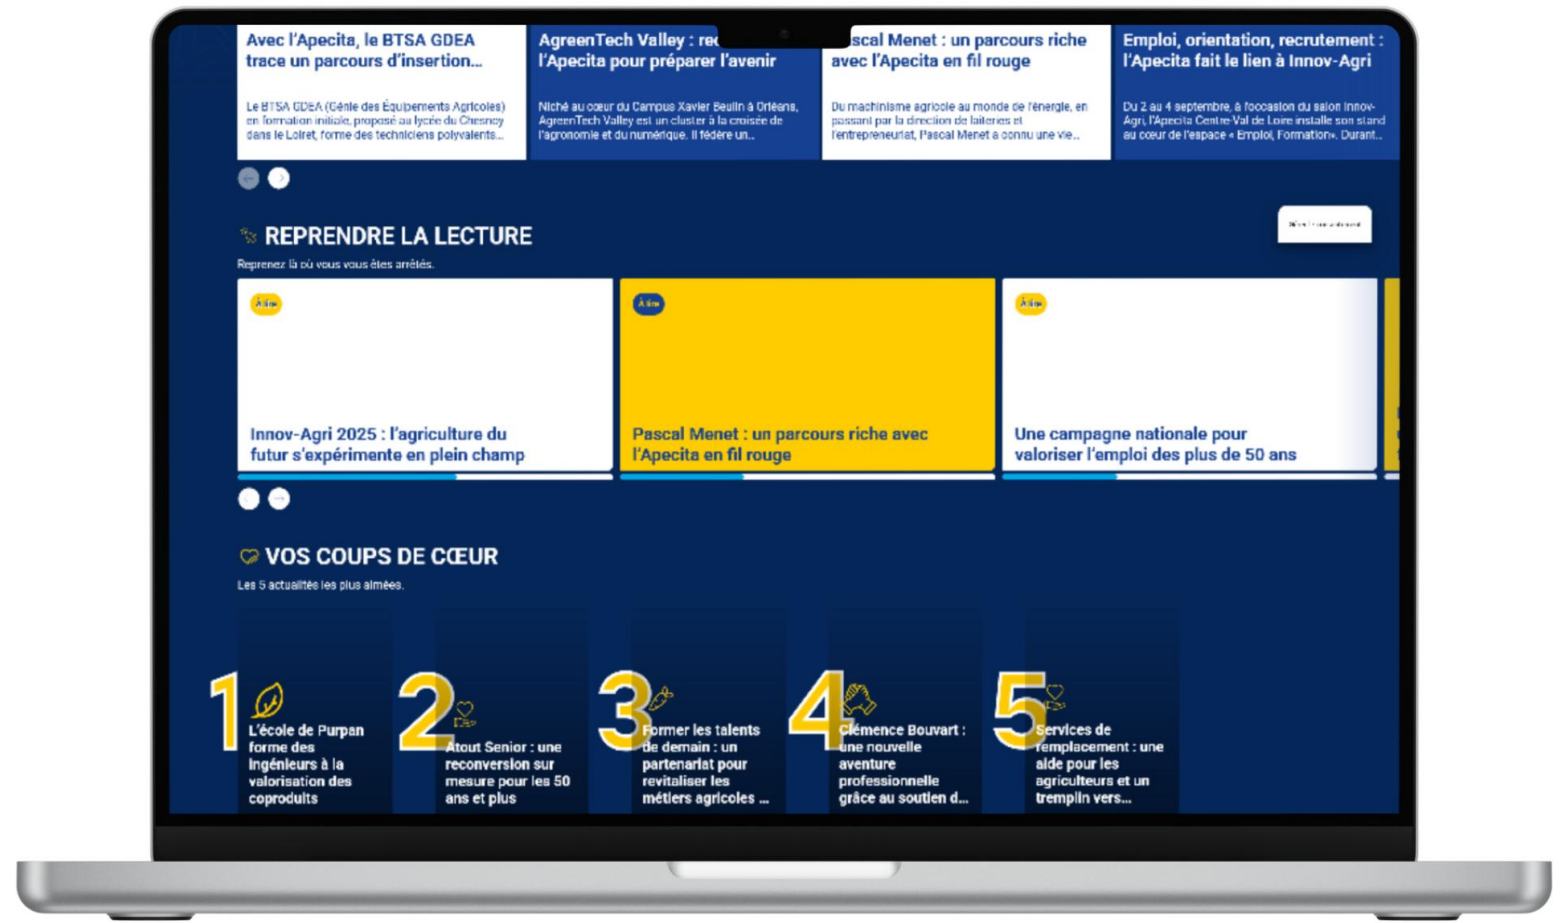 Avec l’Apecita, le BTSA GDEA
trace un parcours d’insertion...
Le BTSA GDEA (Génie des Équipements Agricoles)
en formation initiale, proposé au lycée du Chesnoy
dans le Loiret, forme des techniciens polyvalents...
AgreenTech Valley :
l’Apecita pour préparer l’avenir
Niché au cœur du Campus Xavier Beulin à Orléans,
AgreenTech Valley est un cluster à la croisée de
l’agronomie et du numérique. Il fédère un...
scal Menet : un parcours riche
avec l’Apecita en fil rouge
Du machinisme agricole au monde de l’énergie, en
passant par la direction de laiteries et
l’entrepreneuriat, Pascal Menet a connu une vie...
Emploi, orientation, recrutement :
l’Apecita fait le lien à Innov-Agri
Du 2 au 4 septembre, à l’occasion du salon Innov-
Agri, l’Apecita Centre-Val de Loire installe son stand
au cœur de l’espace « Emploi, Formation». Durant...
REPRENDRE LA LECTURE
Reprenez là où vous vous êtes arrêtés.
À lire
Innov-Agri 2025 : l’agriculture du
futur s’expérimente en plein champ
À lire
Pascal Menet : un parcours riche avec
l’Apecita en fil rouge
À lire
Une campagne nationale pour
valoriser l’emploi des plus de 50 ans
VOS COUPS DE CŒUR
Les 5 actualités les plus aimées.
1
L’école de Purpan
forme des
ingénieurs à la
valorisation des
coproduits
2
Atout Senior : une
reconversion sur
mesure pour les 50
ans et plus
3
Former les talents
de demain : un
partenariat pour
revitaliser les
métiers agricoles ...
4
Clémence Bouvart :
une nouvelle
aventure
professionnelle
grâce au soutien d...
5
Services de
remplacement : une
aide pour les
agriculteurs et un
tremplin vers...